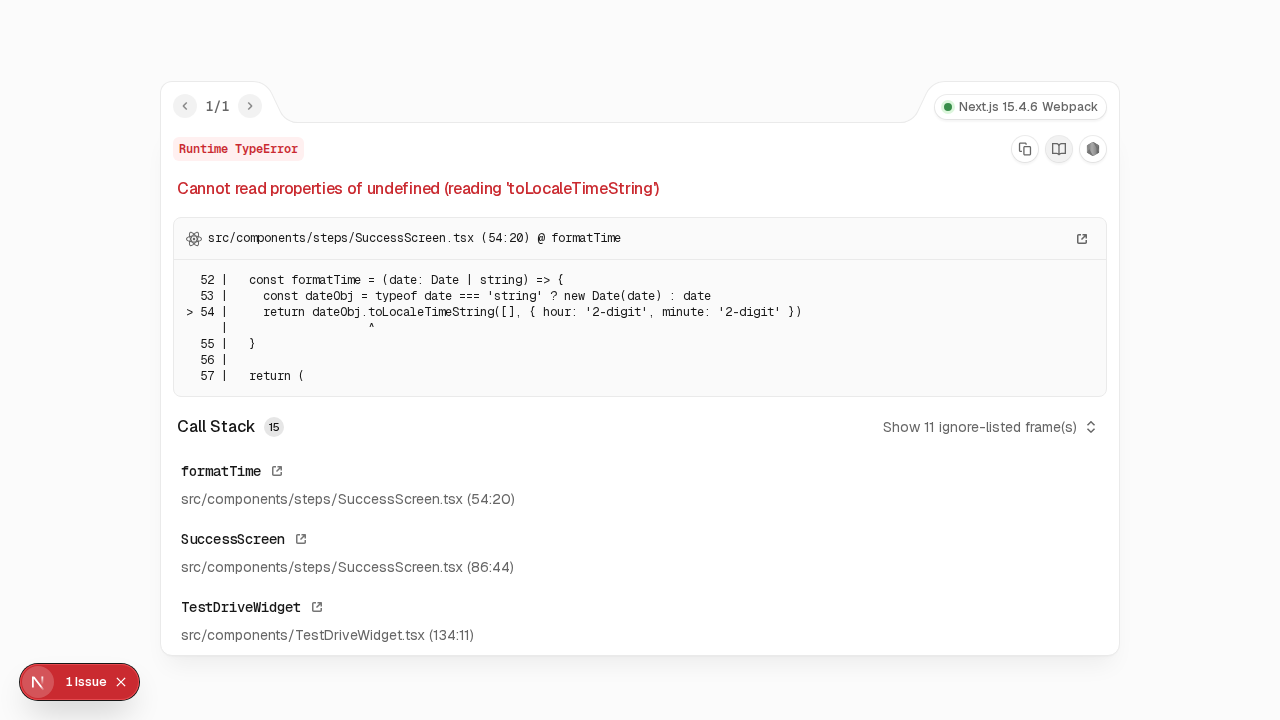 1/1
Next.js 15.4.6 Webpack
Runtime TypeError
Cannot read properties of undefined (reading 'toLocaleTimeString')
src/components/steps/SuccessScreen.tsx (54:20) @ formatTime
52 |   const formatTime = (date: Date | string) => {
53 |     const dateObj = typeof date === 'string' ? new Date(date) : date
> 54 |     return dateObj.toLocaleTimeString([], { hour: '2-digit', minute: '2-digit' })
|                    ^
55 |   }
56 |
57 |   return (
Call Stack 15
Show 11 ignore-listed frame(s)
formatTime
src/components/steps/SuccessScreen.tsx (54:20)
SuccessScreen
src/components/steps/SuccessScreen.tsx (86:44)
TestDriveWidget
src/components/TestDriveWidget.tsx (134:11)
N 1 Issue